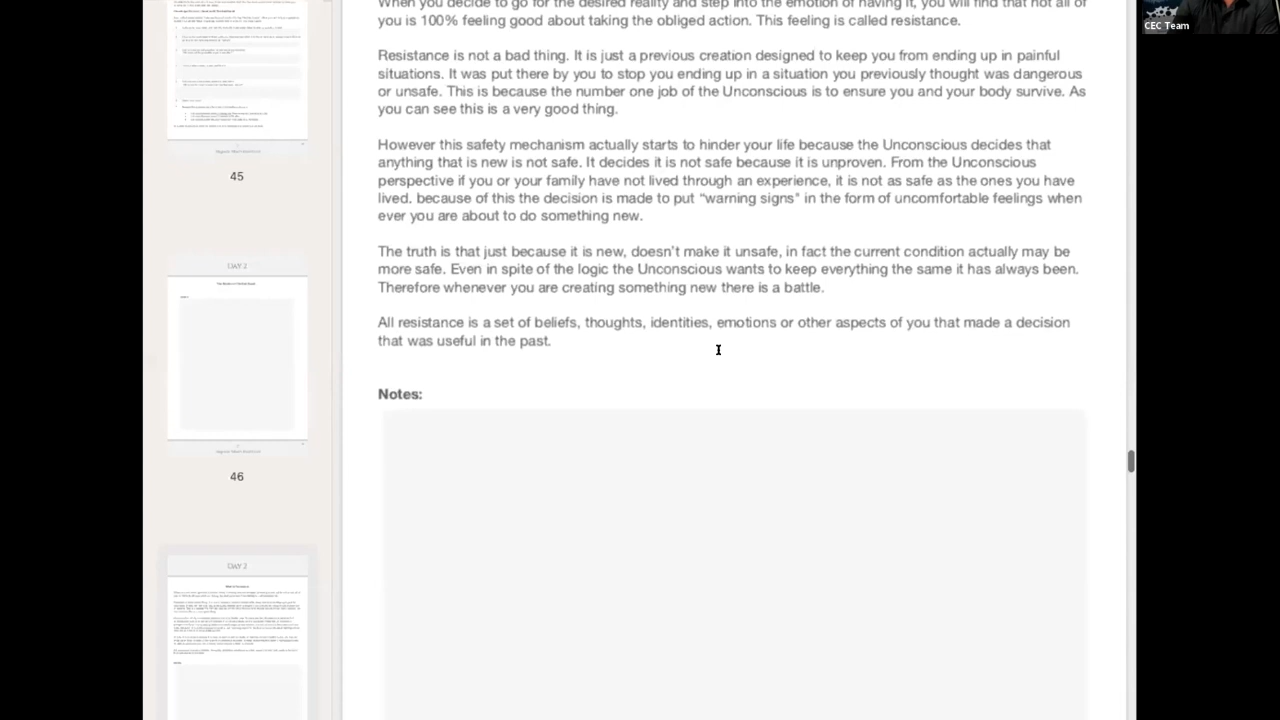 CEC Team
When you decide to go for the desired reality and step into the emotion of having it, you will find that not all of
you is 100% feeling good about taking that action. This feeling is called resistance.
Resistance is not a bad thing. It is just an unconscious creation designed to keep you from ending up in painful
situations. It was put there by you to stop you ending up in a situation you previously thought was dangerous
or unsafe. This is because the number one job of the Unconscious is to ensure you and your body survive. As
you can see this is a very good thing.
However this safety mechanism actually starts to hinder your life because the Unconscious decides that
anything that is new is not safe. It decides it is not safe because it is unproven. From the Unconscious
perspective if you or your family have not lived through an experience, it is not as safe as the ones you have
lived. because of this the decision is made to put “warning signs” in the form of uncomfortable feelings when
ever you are about to do something new.
The truth is that just because it is new, doesn’t make it unsafe, in fact the current condition actually may be
more safe. Even in spite of the logic the Unconscious wants to keep everything the same it has always been.
Therefore whenever you are creating something new there is a battle.
All resistance is a set of beliefs, thoughts, identities, emotions or other aspects of you that made a decision
that was useful in the past.
Notes:
45
DAY 2
46
DAY 2